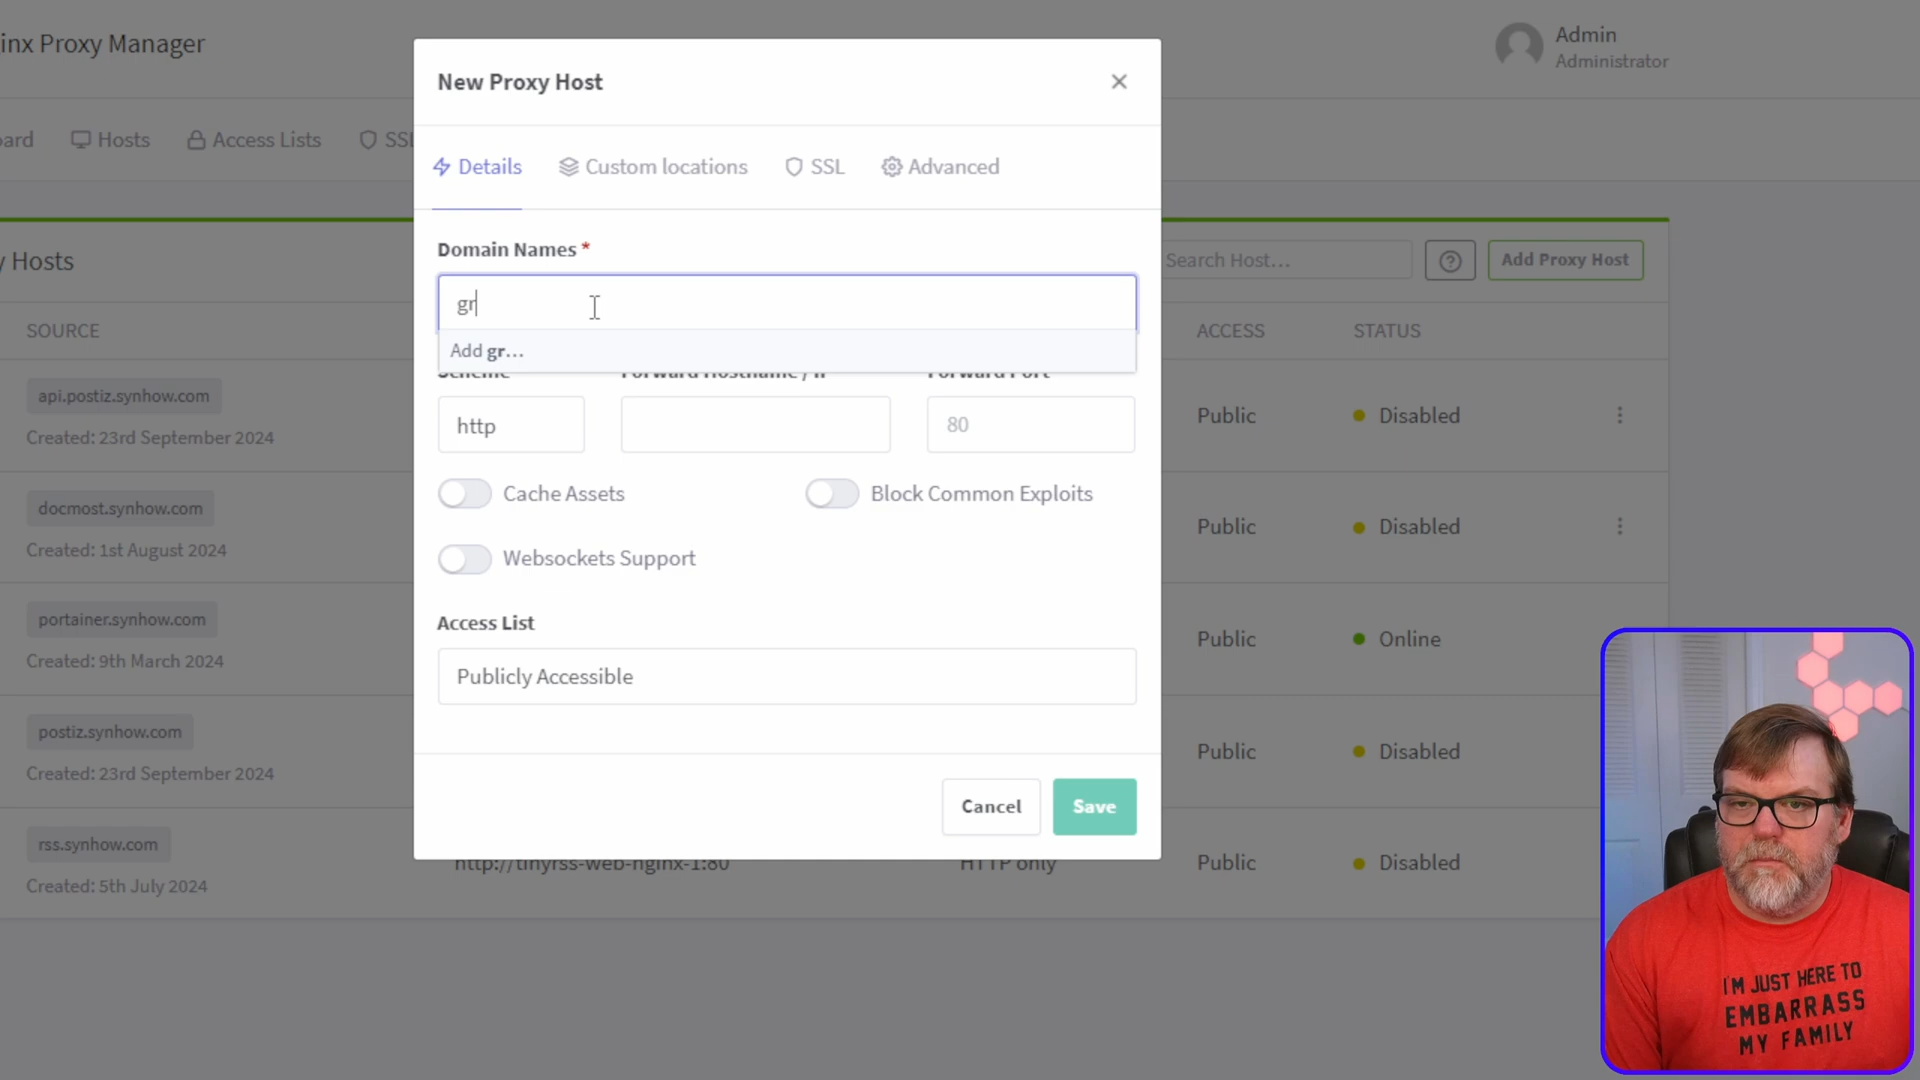 inx Proxy Manager
Admin
Administrator
New Proxy Host
×
ard
Hosts
Access Lists
SSL
Details
Custom locations
SSL
Advanced
Domain Names *
gr
Add gr...
Scheme
Forward Hostname / IP
Forward Port
http
80
Cache Assets
Block Common Exploits
Websockets Support
Access List
Publicly Accessible
Cancel
Save
y Hosts
Search Host...
Add Proxy Host
SOURCE
ACCESS
STATUS
api.postiz.synhow.com
Created: 23rd September 2024
Public
Disabled
docmost.synhow.com
Created: 1st August 2024
Public
Disabled
portainer.synhow.com
Created: 9th March 2024
Public
Online
postiz.synhow.com
Created: 23rd September 2024
Public
Disabled
rss.synhow.com
Created: 5th July 2024
http://tinyrss-web-nginx-1:80
HTTP only
Public
Disabled
I'M JUST HERE TO
EMBARRASS
MY FAMILY